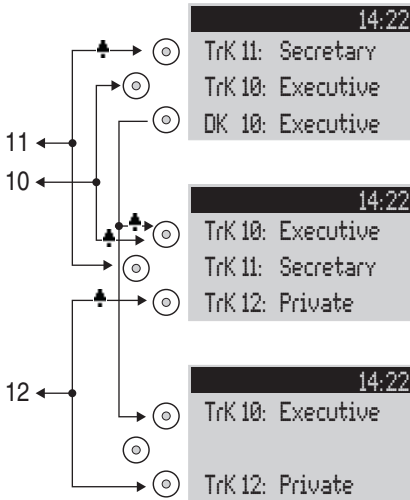 14:22
TrK 11: Secretary
TrK 10: Executive
DK 10: Executive
11
10
14:22
TrK 10: Executive
TrK 11: Secretary
TrK 12: Private
14:22
12
TrK 10: Executive
TrK 12: Private